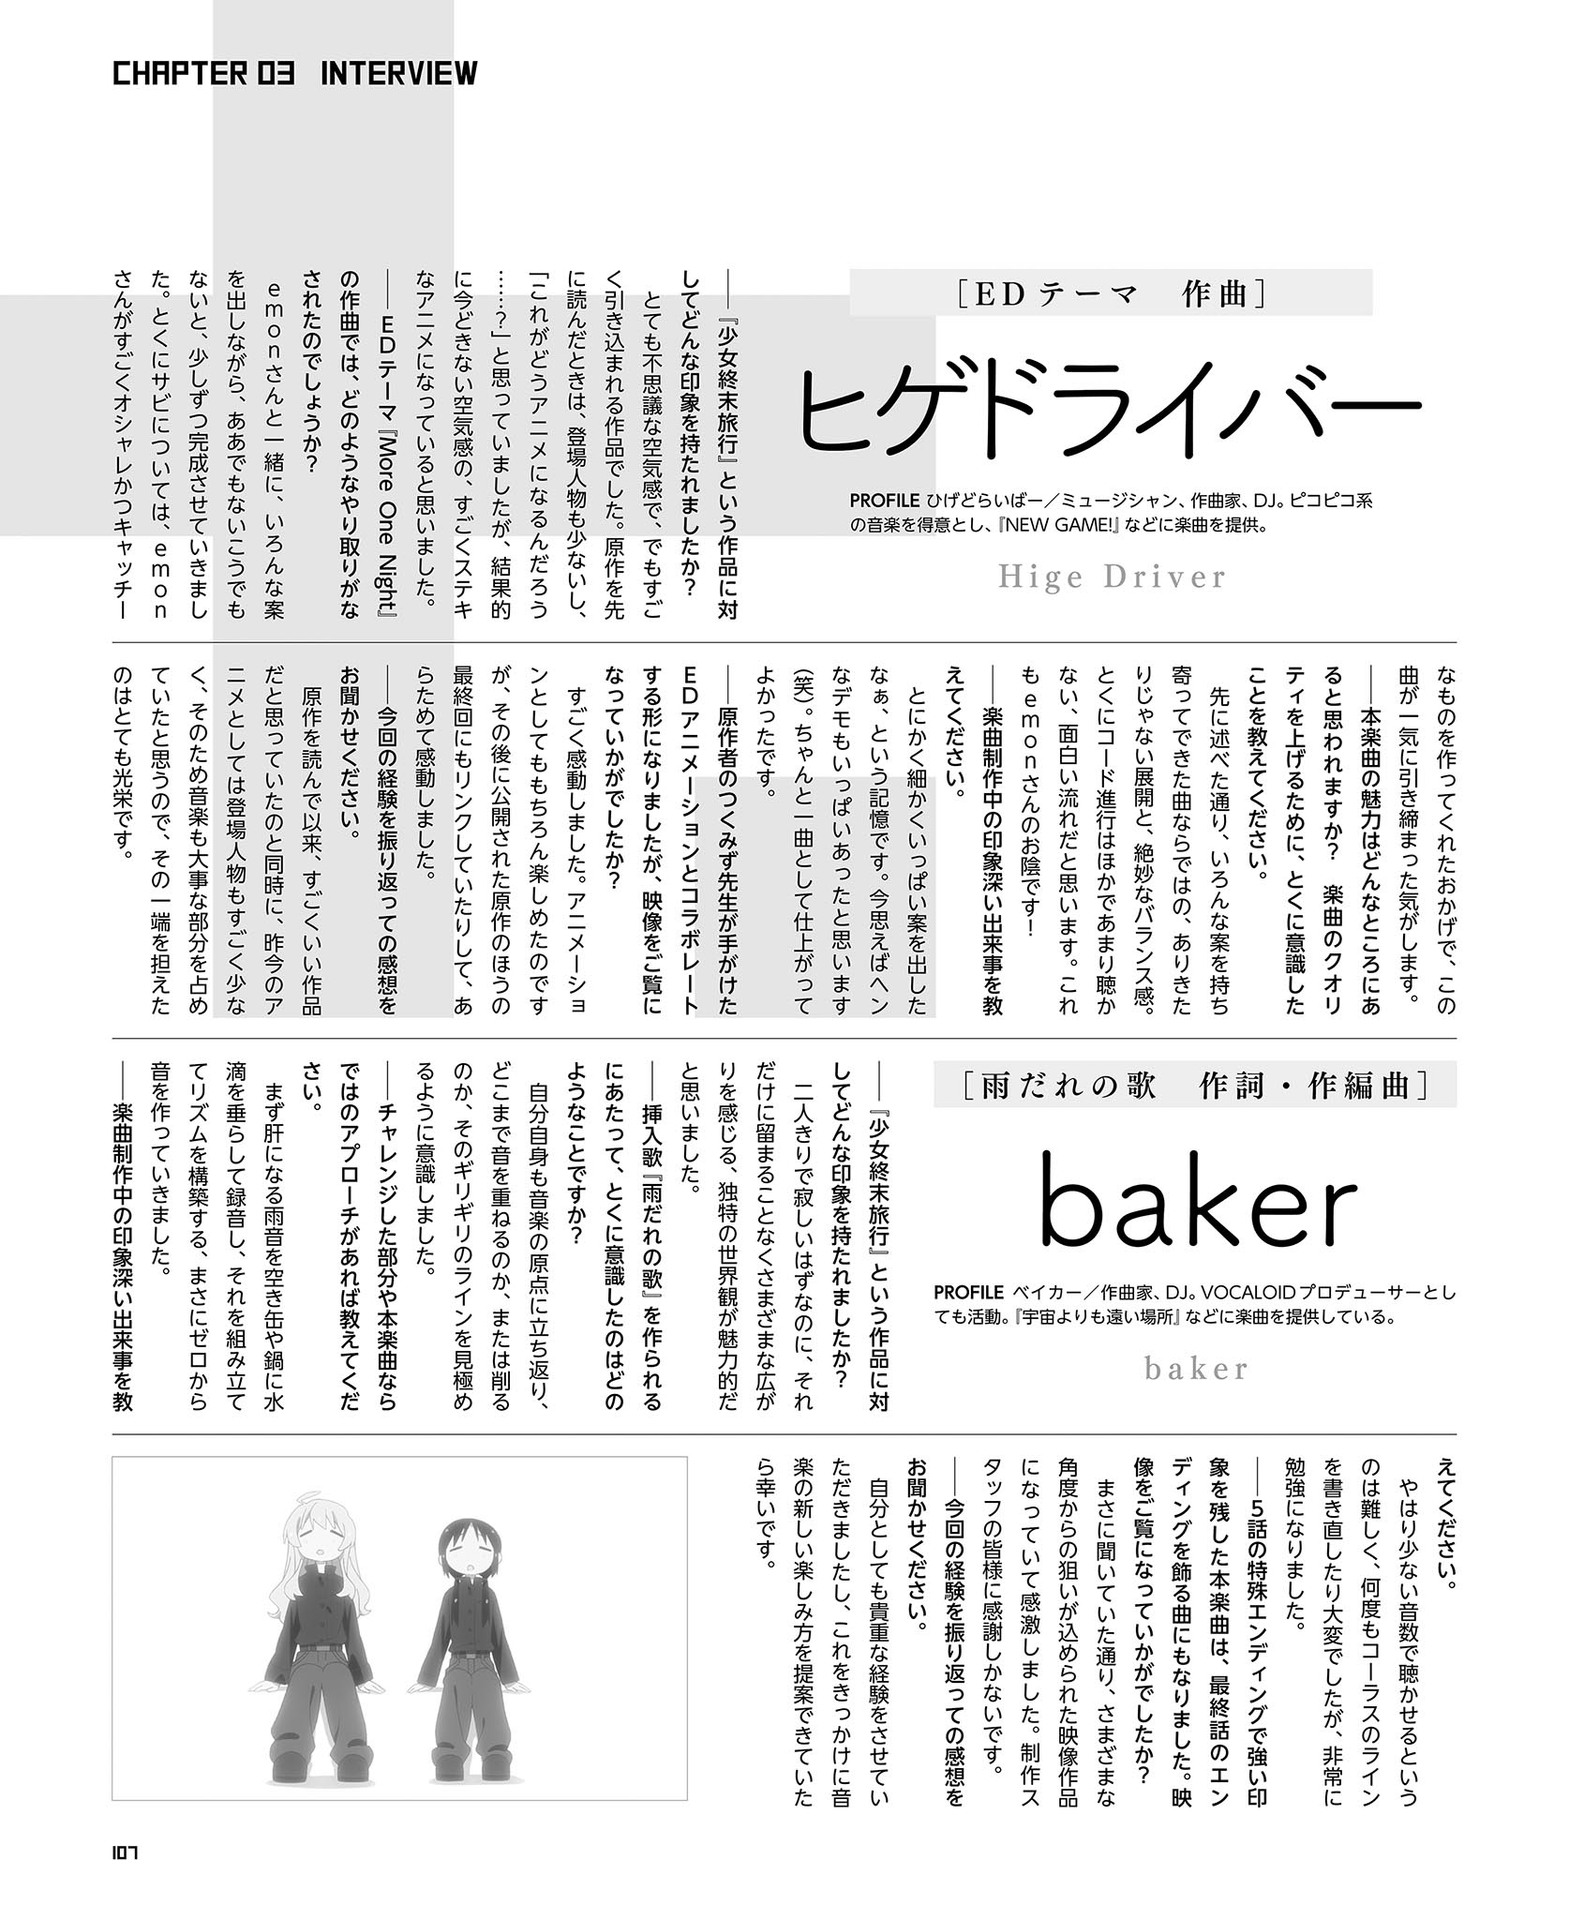 CHAPTER 03 INTERVIEW
［EDテーマ　作曲］
ヒゲドライバー
PROFILE ひげどらいばー／ミュージシャン、作曲家、DJ。ピコピコ系
の音楽を得意とし、『NEW GAME!』などに楽曲を提供。
Hige Driver
――『少女終末旅行』という作品に対
してどんな印象を持たれましたか？
　とても不思議な空気感で、でもすご
く引き込まれる作品でした。原作を先
に読んだときは、登場人物も少ないし、
「これがどうアニメになるんだろう
……？」と思っていましたが、結果的
に今どきない空気感の、すごくステキ
なアニメになっていると思いました。
――EDテーマ『More One Night』
の作曲では、どのようなやり取りがな
されたのでしょうか？
　emonさんと一緒に、いろんな案
を出しながら、ああでもないこうでも
ないと、少しずつ完成させていきまし
た。とくにサビについては、emon
さんがすごくオシャレかつキャッチー
なものを作ってくれたおかげで、この
曲が一気に引き締まった気がします。
――本楽曲の魅力はどんなところにあ
ると思われますか？　楽曲のクオリ
ティを上げるために、とくに意識した
ことを教えてください。
　先に述べた通り、いろんな案を持ち
寄ってできた曲ならではの、ありきた
りじゃない展開と、絶妙なバランス感。
とくにコード進行はほかであまり聴か
ない、面白い流れだと思います。これ
もemonさんのお陰です！
――楽曲制作中の印象深い出来事を教
えてください。
　とにかく細かくいっぱい案を出した
なぁ、という記憶です。今思えばヘン
なデモもいっぱいあったと思います
（笑）。ちゃんと一曲として仕上がって
よかったです。
――原作者のつくみず先生が手がけた
EDアニメーションとコラボレート
する形になりましたが、映像をご覧に
なっていかがでしたか？
　すごく感動しました。アニメーショ
ンとしてももちろん楽しめたのです
が、その後に公開された原作のほうの
最終回にもリンクしていたりして、あ
らためて感動しました。
――今回の経験を振り返っての感想を
お聞かせください。
　原作を読んで以来、すごくいい作品
だと思っていたのと同時に、昨今のア
ニメとしては登場人物もすごく少な
く、そのため音楽も大事な部分を占め
ていたと思うので、その一端を担えた
のはとても光栄です。
［雨だれの歌　作詞・作編曲］
baker
PROFILE ベイカー／作曲家、DJ。VOCALOIDプロデューサーとし
ても活動。『宇宙よりも遠い場所』などに楽曲を提供している。
baker
――『少女終末旅行』という作品に対
してどんな印象を持たれましたか？
　二人きりで寂しいはずなのに、それ
だけに留まることなくさまざまな広が
りを感じる、独特の世界観が魅力的だ
と思いました。
――挿入歌『雨だれの歌』を作られる
にあたって、とくに意識したのはどの
ようなことですか？
　自分自身も音楽の原点に立ち返り、
どこまで音を重ねるのか、または削る
のか、そのギリギリのラインを見極め
るように意識しました。
――チャレンジした部分や本楽曲なら
ではのアプローチがあれば教えてくだ
さい。
　まず肝になる雨音を空き缶や鍋に水
滴を垂らして録音し、それを組み立て
てリズムを構築する、まさにゼロから
音を作っていきました。
――楽曲制作中の印象深い出来事を教
えてください。
　やはり少ない音数で聴かせるという
のは難しく、何度もコーラスのライン
を書き直したり大変でしたが、非常に
勉強になりました。
――5話の特殊エンディングで強い印
象を残した本楽曲は、最終話のエン
ディングを飾る曲にもなりました。映
像をご覧になっていかがでしたか？
　まさに聞いていた通り、さまざまな
角度からの狙いが込められた映像作品
になっていて感激しました。制作ス
タッフの皆様に感謝しかないです。
――今回の経験を振り返っての感想を
お聞かせください。
　自分としても貴重な経験をさせてい
ただきましたし、これをきっかけに音
楽の新しい楽しみ方を提案できていた
ら幸いです。
107